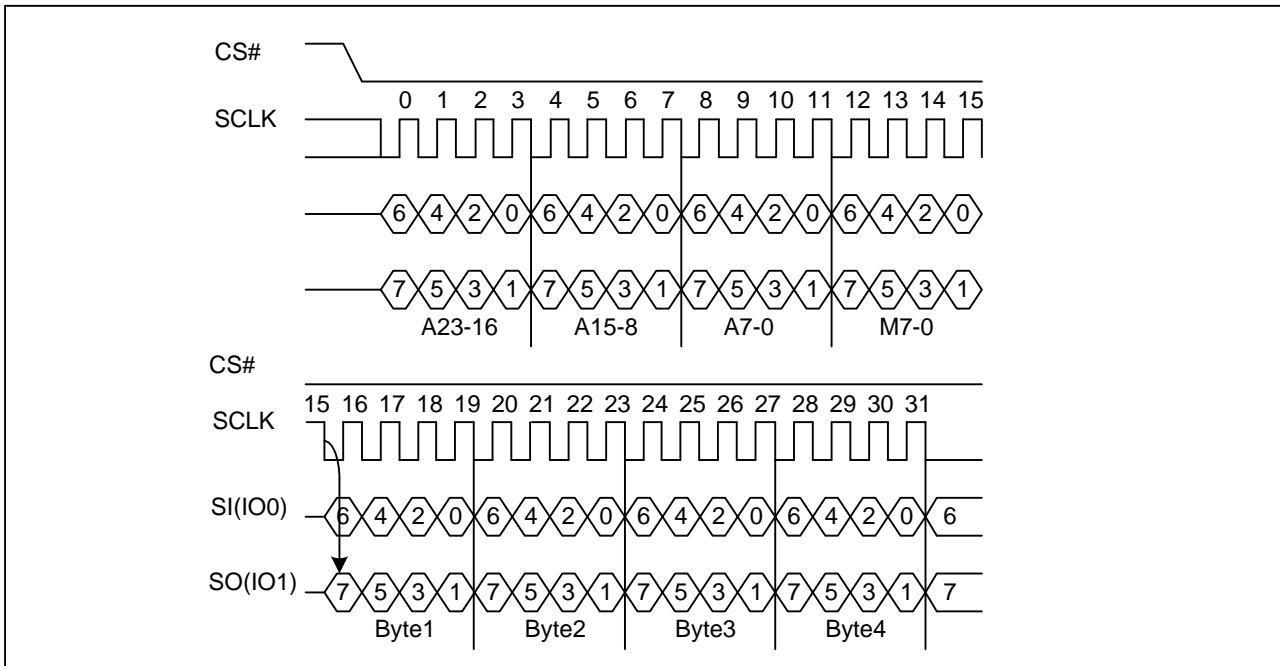 CS#
0 1 2 3 4 5 6 7 8 9 10 11 12 13 14 15
SCLK
6 4 2 0 6 4 2 0 6 4 2 0 6 4 2 0
7 5 3 1 7 5 3 1 7 5 3 1 7 5 3 1
A23-16 A15-8 A7-0 M7-0
CS#
15 16 17 18 19 20 21 22 23 24 25 26 27 28 29 30 31
SCLK
SI(IO0) 6 4 2 0 6 4 2 0 6 4 2 0 6 4 2 0 6
SO(IO1) 7 5 3 1 7 5 3 1 7 5 3 1 7 5 3 1 7
Byte1 Byte2 Byte3 Byte4